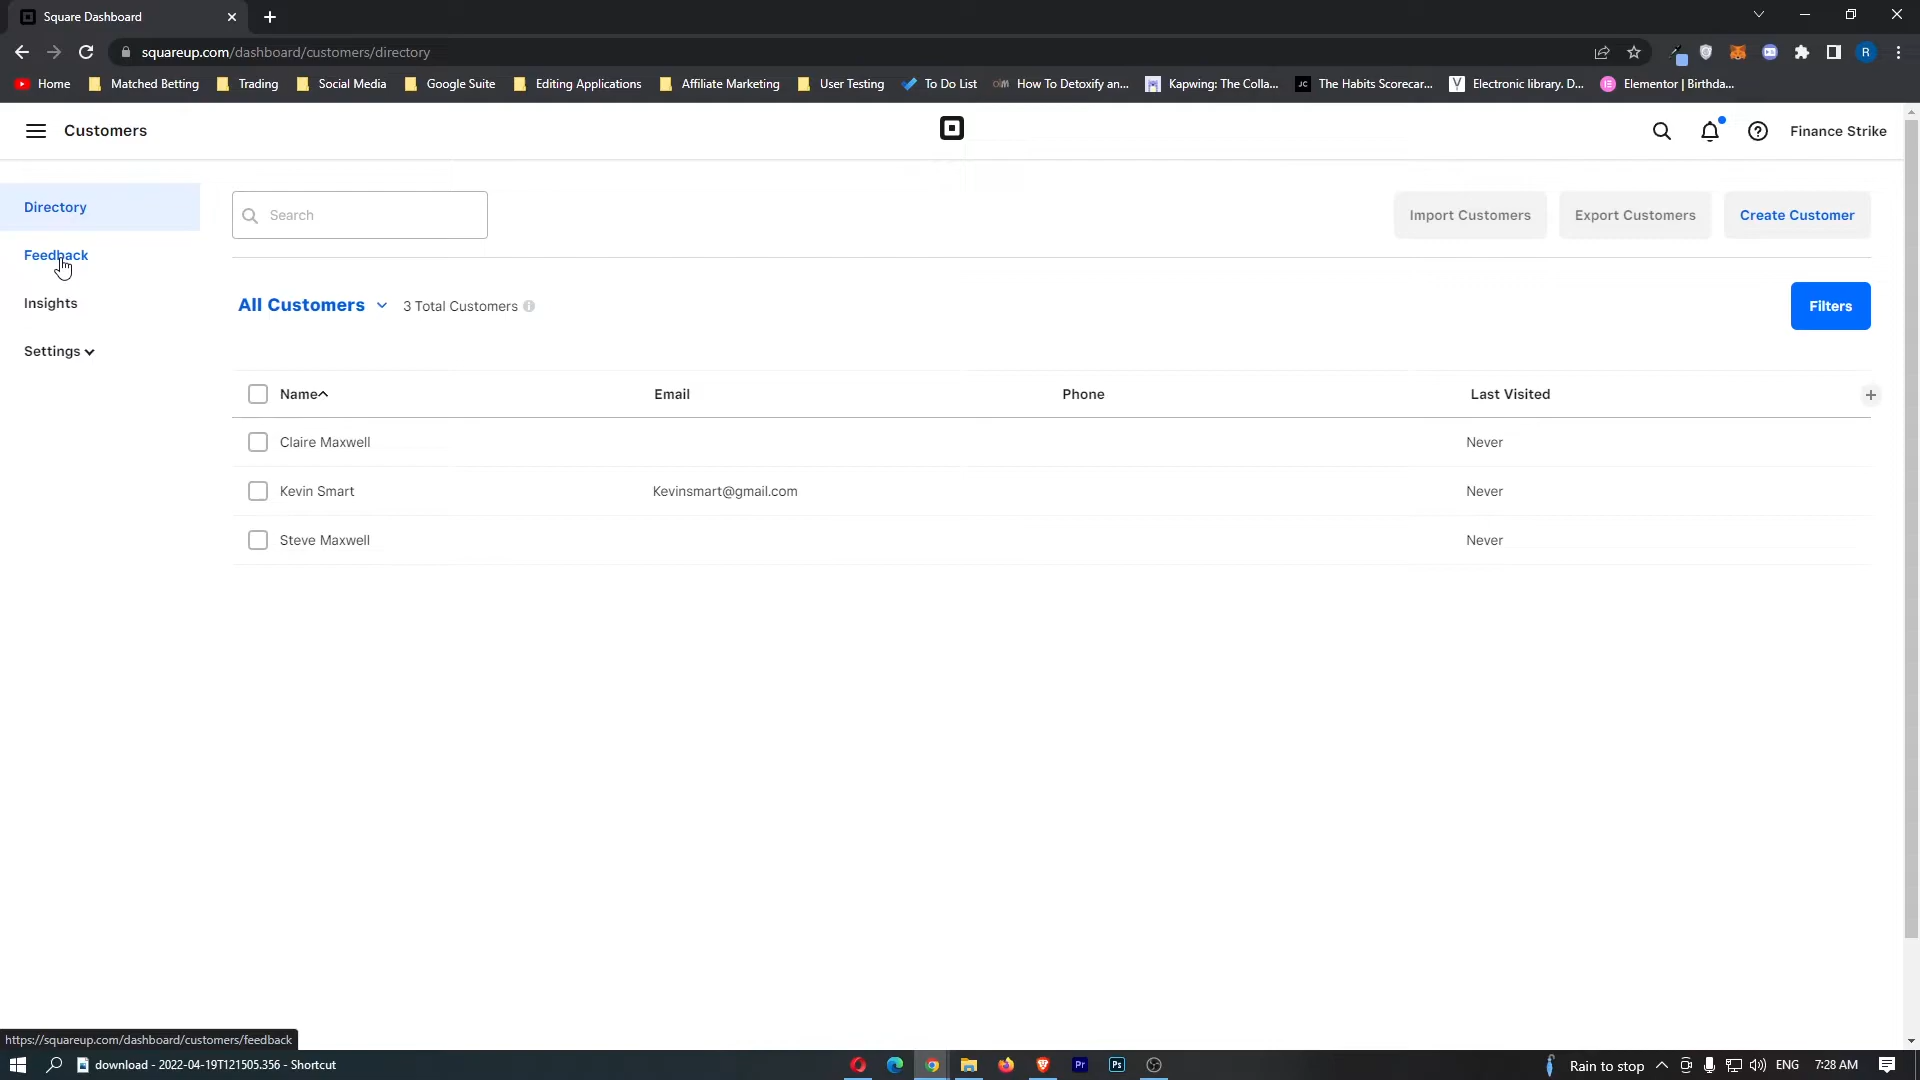 Square Dashboard
squareup.com/dashboard/customers/directory
Home Matched Betting Trading Social Media Google Suite Editing Applications Affiliate Marketing User Testing To Do List How To Detoxify an... Kapwing: The Colla... JC The Habits Scorecar... Electronic library. D... Elementor | Birthda...
Customers
Finance Strike
Directory
Feedback
Insights
Settings
Search
Import Customers Export Customers Create Customer
All Customers 3 Total Customers
Filters
Name Email Phone Last Visited
Claire Maxwell Never
Kevin Smart Kevinsmart@gmail.com Never
Steve Maxwell Never
https://squareup.com/dashboard/customers/feedback
download - 2022-04-19T121505.356 - Shortcut
Pr Ps
Rain to stop ENG 7:28 AM